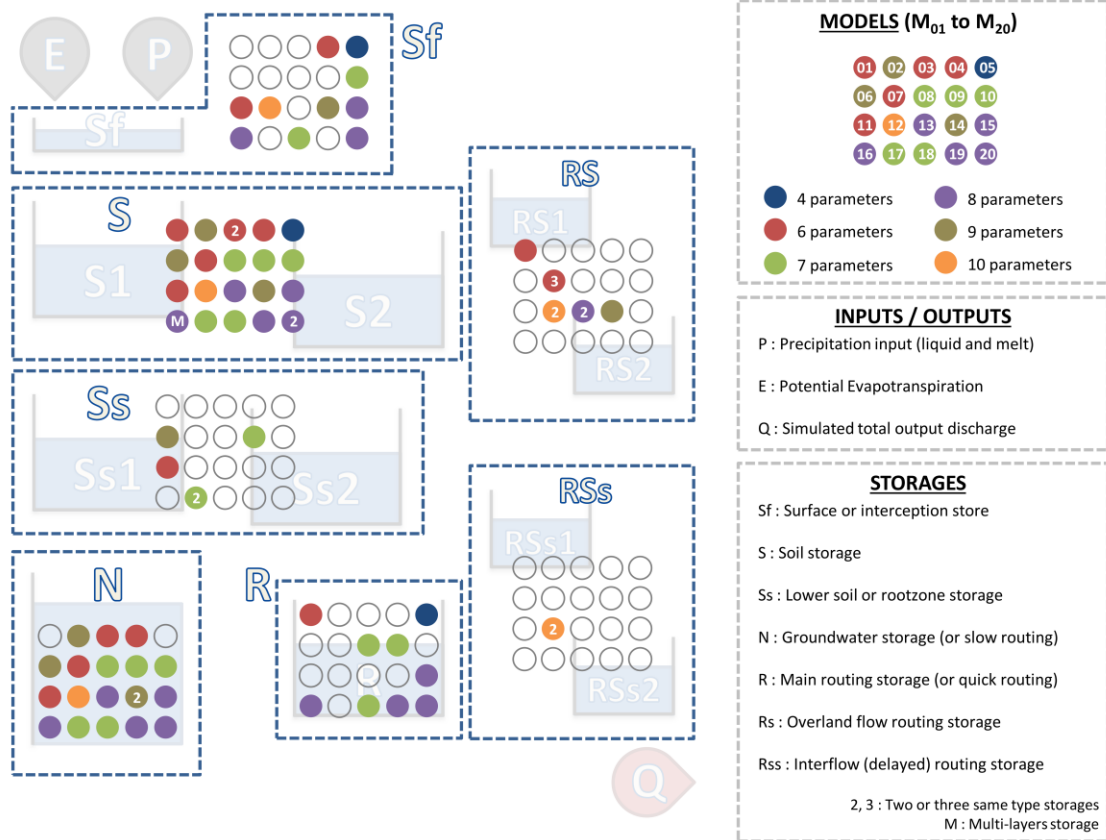 E
P
Sf
Sf
S
S1
2
M
2
S2
RS
RS1
3
2
2
RS2
Ss
Ss1
2
Ss2
RSs
RSs1
2
RSs2
N
2
R
R
Q
MODELS (M01 to M20)
01 02 03 04 05
06 07 08 09 10
11 12 13 14 15
16 17 18 19 20
4 parameters
8 parameters
6 parameters
9 parameters
7 parameters
10 parameters
INPUTS / OUTPUTS
P : Precipitation input (liquid and melt)
E : Potential Evapotranspiration
Q : Simulated total output discharge
STORAGES
Sf : Surface or interception store
S : Soil storage
Ss : Lower soil or rootzone storage
N : Groundwater storage (or slow routing)
R : Main routing storage (or quick routing)
Rs : Overland flow routing storage
Rss : Interflow (delayed) routing storage
2, 3 : Two or three same type storages
M : Multi-layers storage